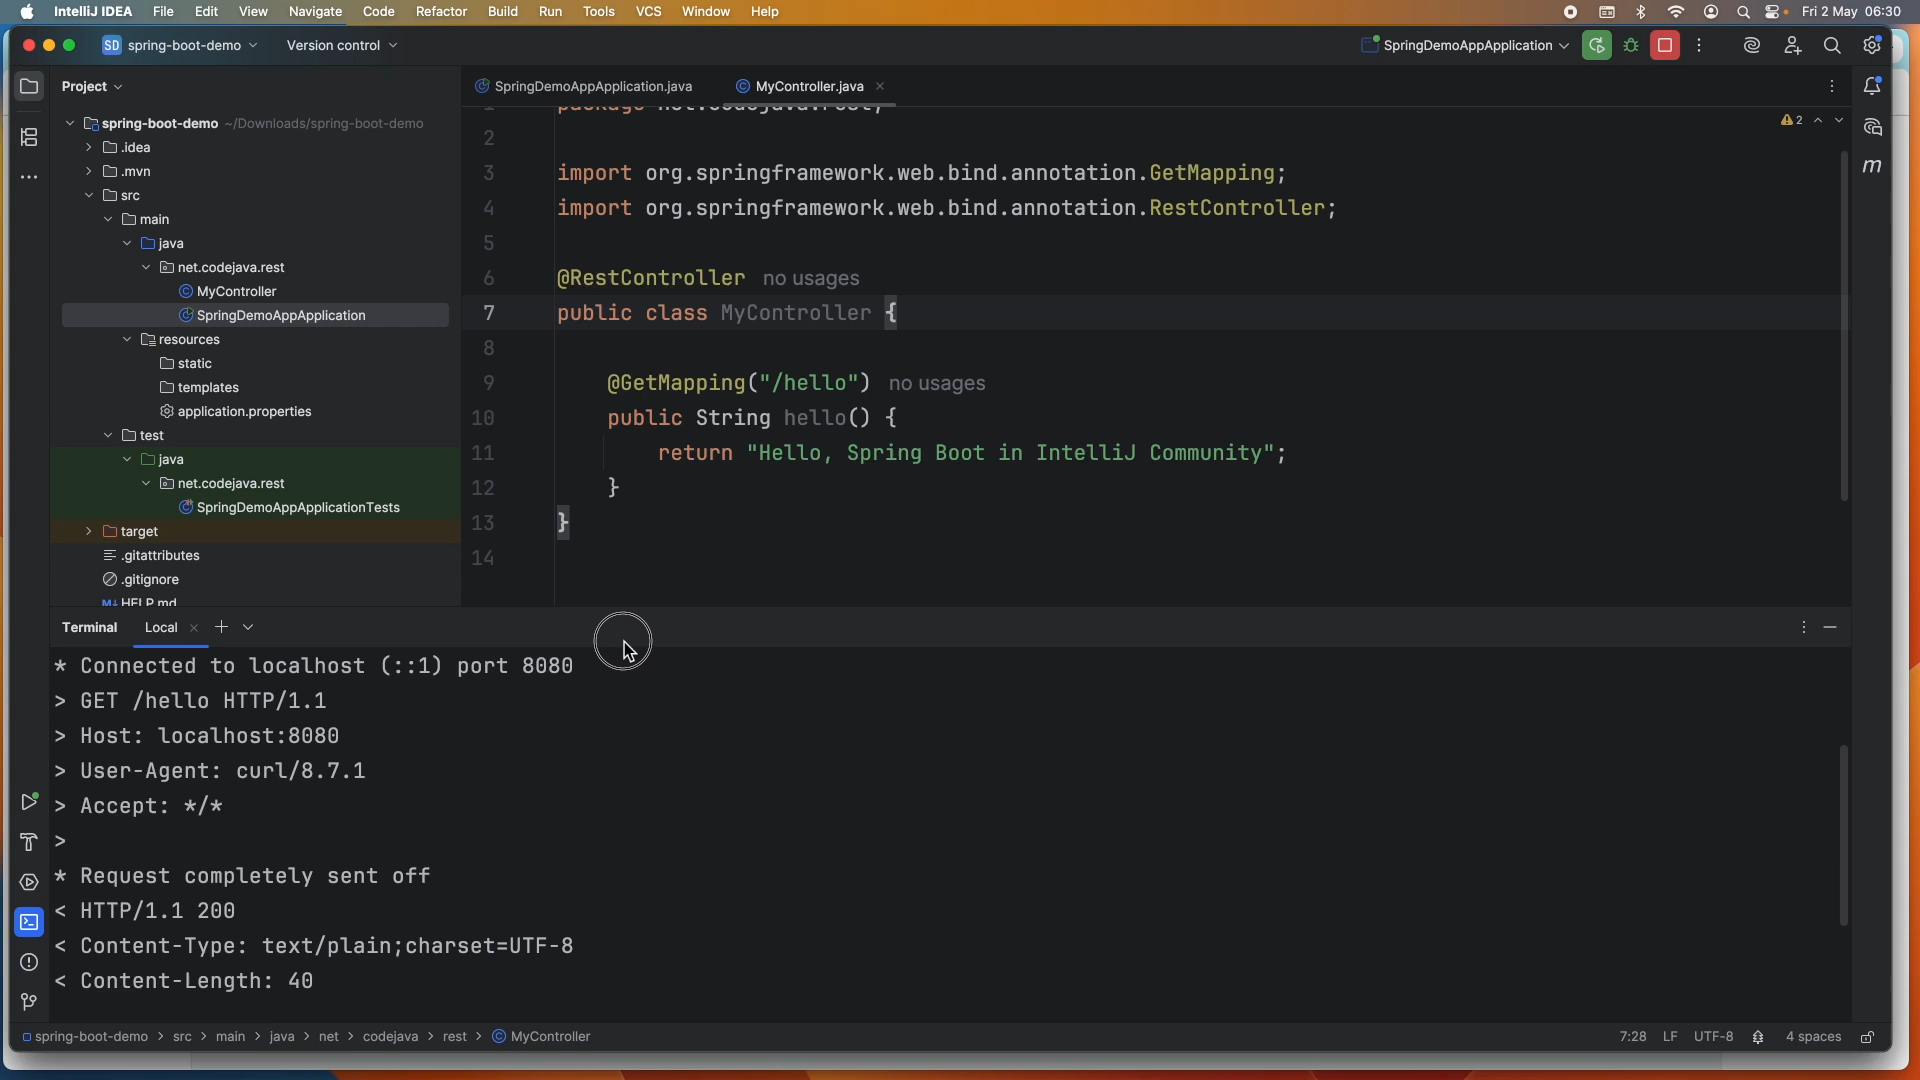 IntelliJ IDEA File Edit View Navigate Code Refactor Build Run Tools VCS Window Help Fri 2 May 06:30
SD spring-boot-demo Version control SpringDemoAppApplication
Project
SpringDemoAppApplication.java MyController.java
spring-boot-demo ~/Downloads/spring-boot-demo
.idea
.mvn
src
main
java
net.codejava.rest
MyController
SpringDemoAppApplication
resources
static
templates
application.properties
test
java
net.codejava.rest
SpringDemoAppApplicationTests
target
.gitattributes
.gitignore
HELP.md
2
2
3 import org.springframework.web.bind.annotation.GetMapping;
4 import org.springframework.web.bind.annotation.RestController;
5
6 @RestController no usages
7 public class MyController {
8
9 @GetMapping("/hello") no usages
10 public String hello() {
11 return "Hello, Spring Boot in IntelliJ Community";
12 }
13 }
14
m
Terminal Local
* Connected to localhost (::1) port 8080
> GET /hello HTTP/1.1
> Host: localhost:8080
> User-Agent: curl/8.7.1
> Accept: */*
>
* Request completely sent off
< HTTP/1.1 200
< Content-Type: text/plain;charset=UTF-8
< Content-Length: 40
spring-boot-demo > src > main > java > net > codejava > rest > MyController 7:28 LF UTF-8 4 spaces